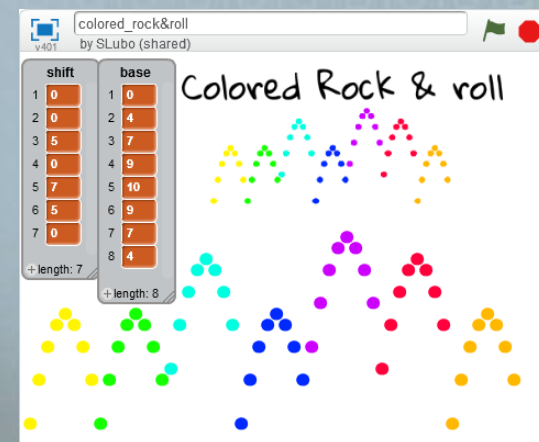 colored_rock&roll
v401
by SLubo (shared)
shift
1 0
2 0
3 5
4 0
5 7
6 5
7 0
+ length: 7
base
1 0
2 4
3 7
4 9
5 10
6 9
7 7
8 4
+ length: 8
Colored Rock & roll